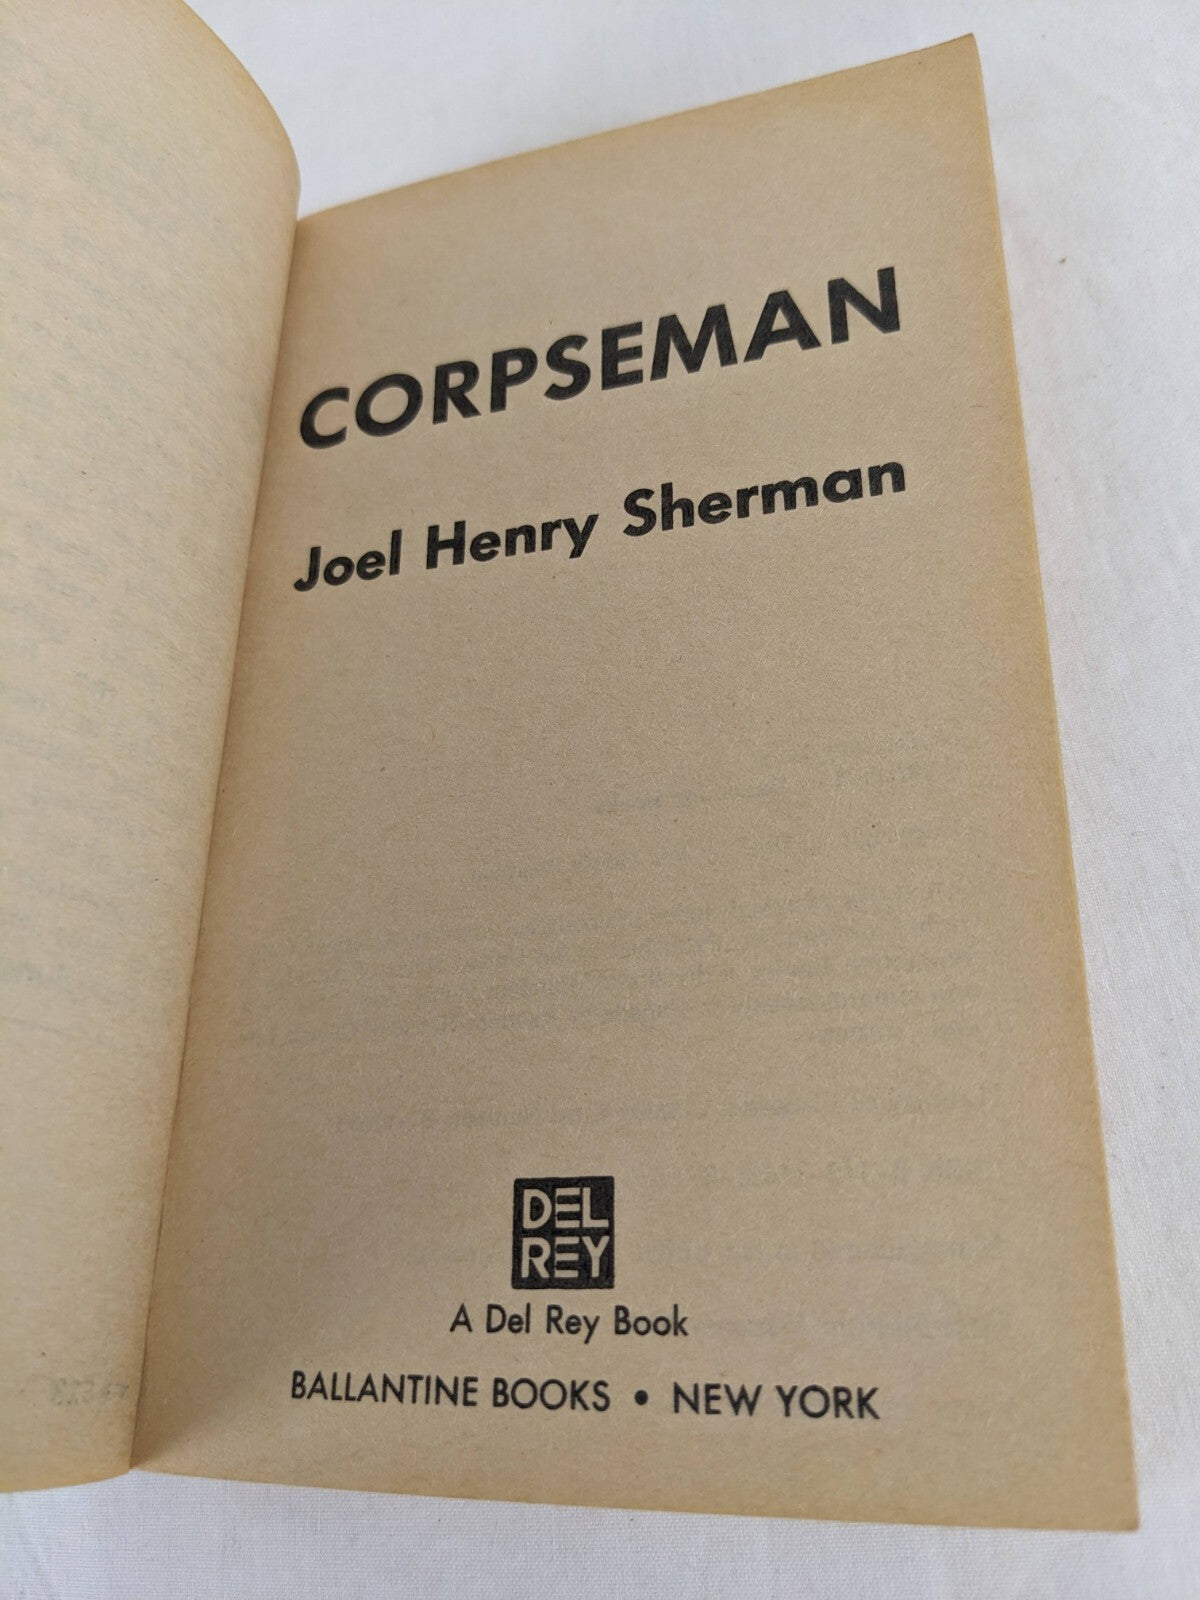 CORPSEMAN
Joel Henry Sherman
DEL
REY
A Del Rey Book
BALLANTINE BOOKS • NEW YORK